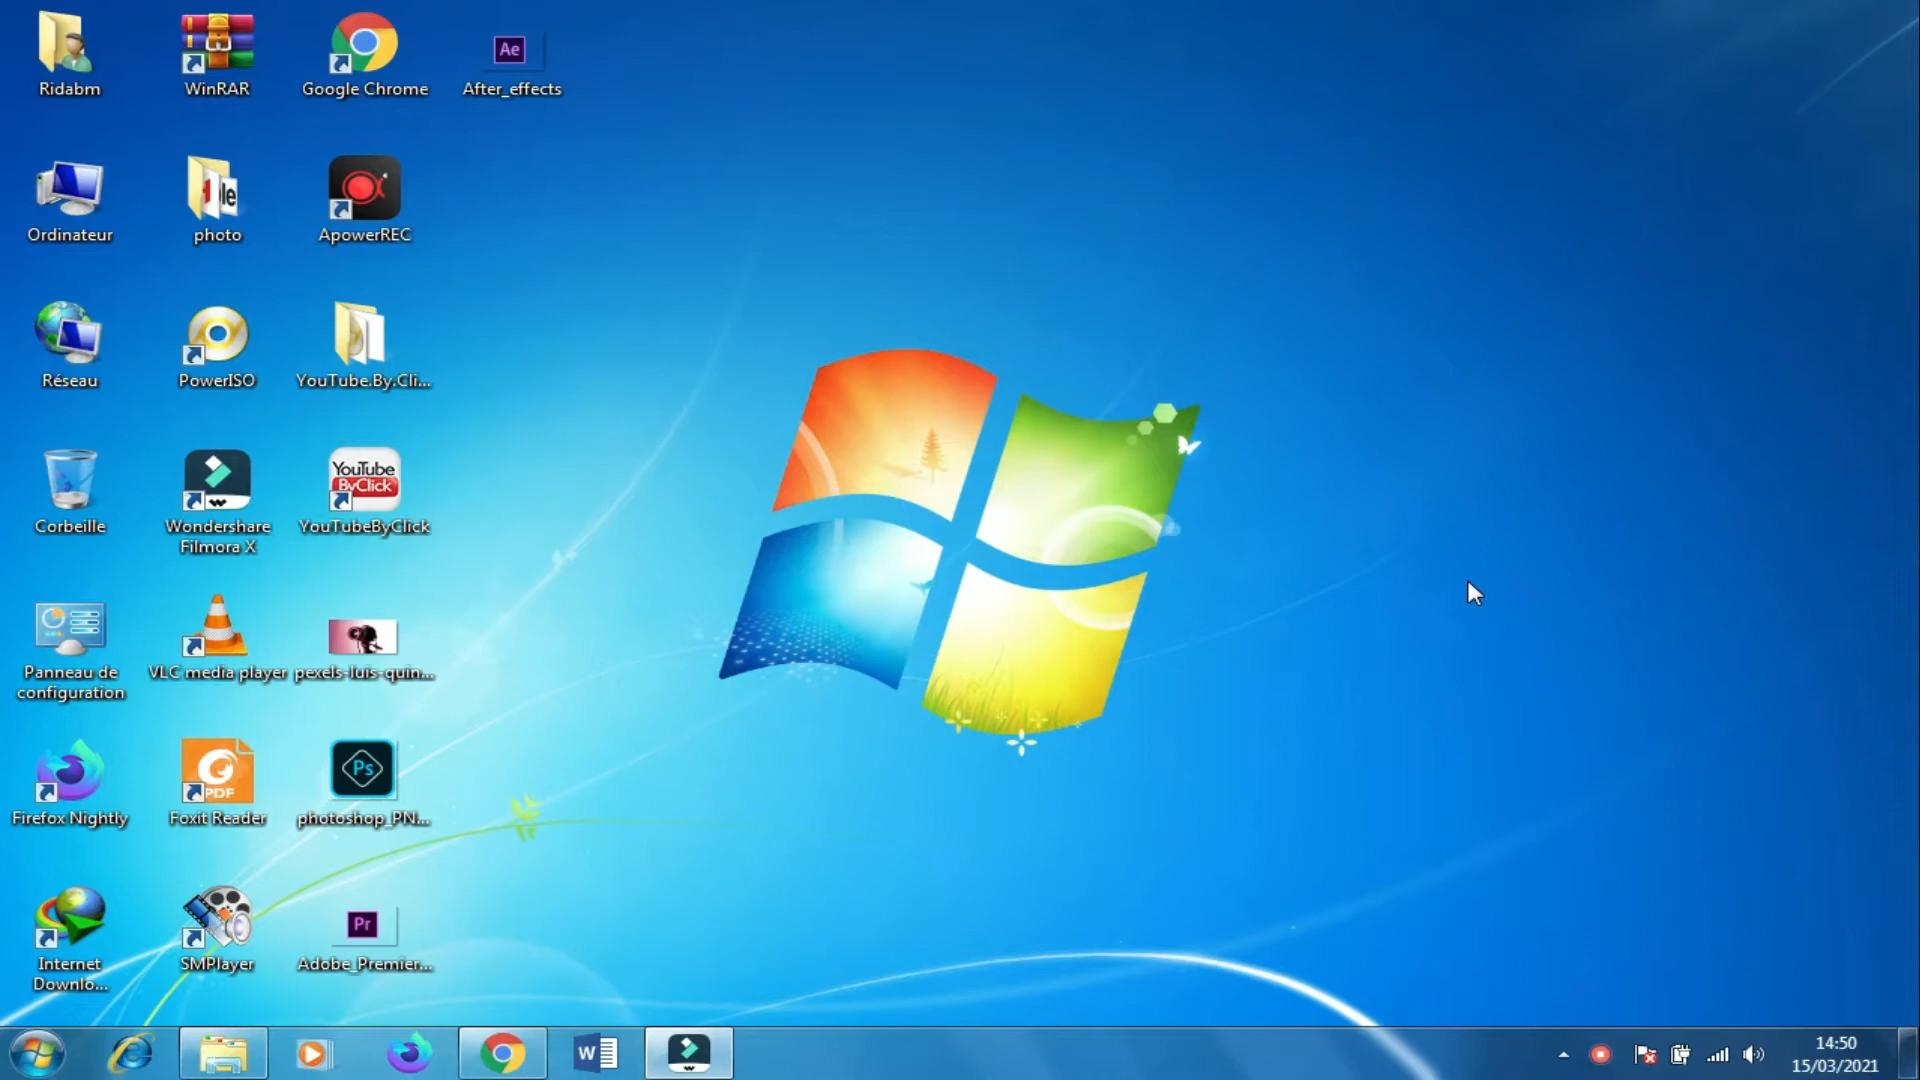 Ridabm
WinRAR
Google Chrome
Ae
After_effects
Ordinateur
photo
ApowerREC
Réseau
PowerISO
YouTube.By.Cli...
Corbeille
Wondershare
Filmora X
YouTube
ByClick
YouTubeByClick
Panneau de
configuration
VLC media player
pexels-luis-quin...
Firefox Nightly
PDF
Foxit Reader
Ps
photoshop_PN...
Internet
Downlo...
SMPlayer
Pr
Adobe_Premier...
W
14:50
15/03/2021